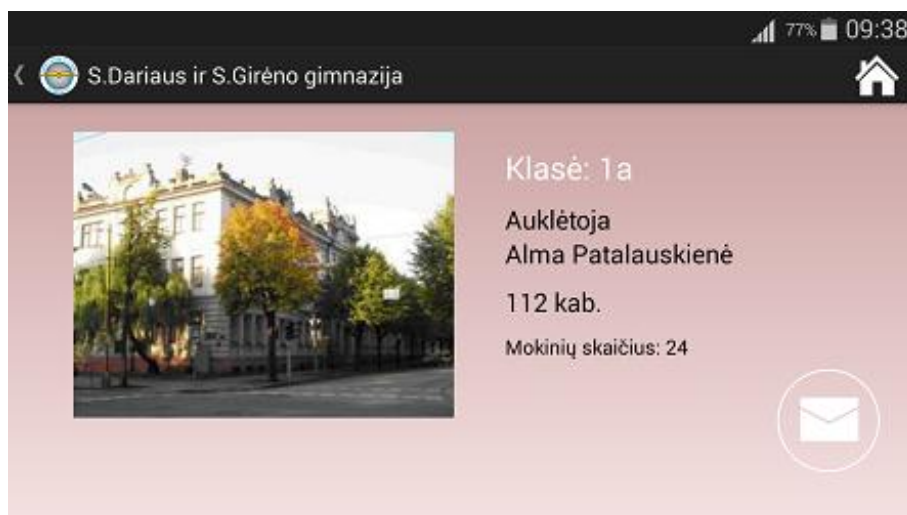 77% 09:38
S.Dariaus ir S.Girėno gimnazija
Klasė: 1a
Auklėtoja
Alma Patalauskienė
112 kab.
Mokinių skaičius: 24